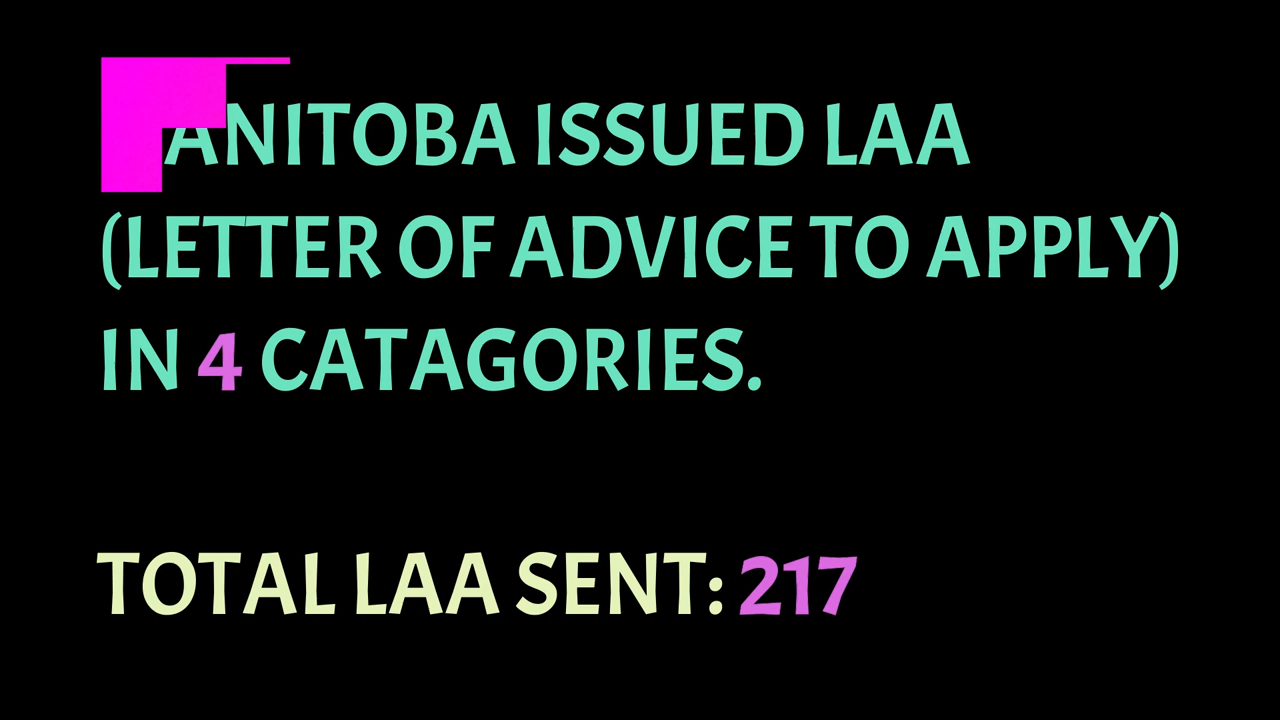 ANITOBA ISSUED LAA
(LETTER OF ADVICE TO APPLY)
IN 4 CATAGORIES.
TOTAL LAA SENT: 217